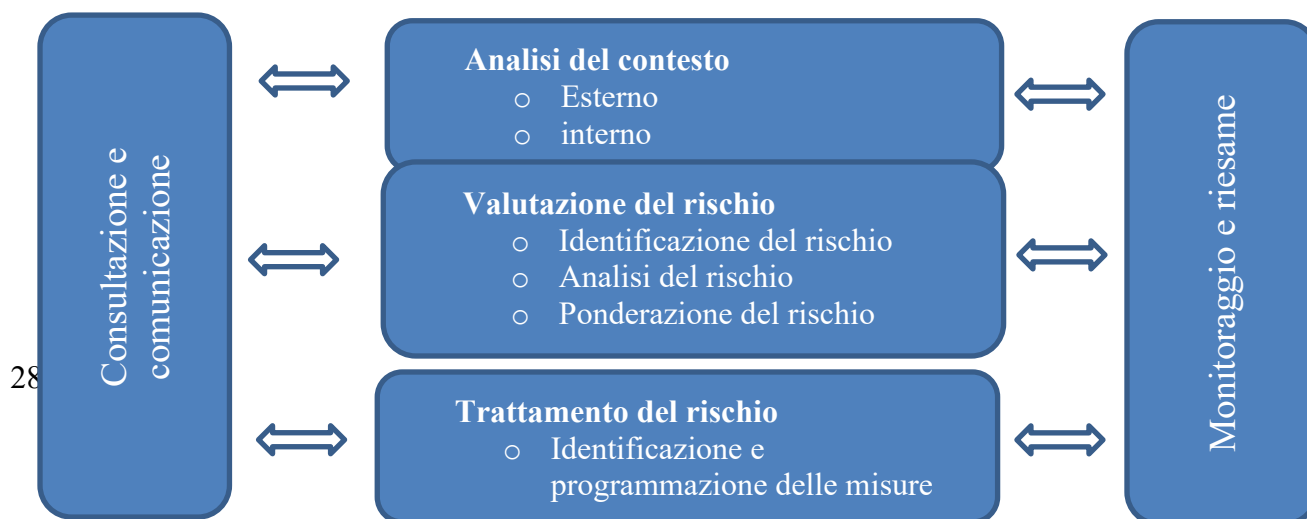 Consultazione e
comunicazione
Analisi del contesto
o Esterno
o interno
Valutazione del rischio
o Identificazione del rischio
o Analisi del rischio
o Ponderazione del rischio
Trattamento del rischio
o Identificazione e
programmazione delle misure
Monitoraggio e riesame
28